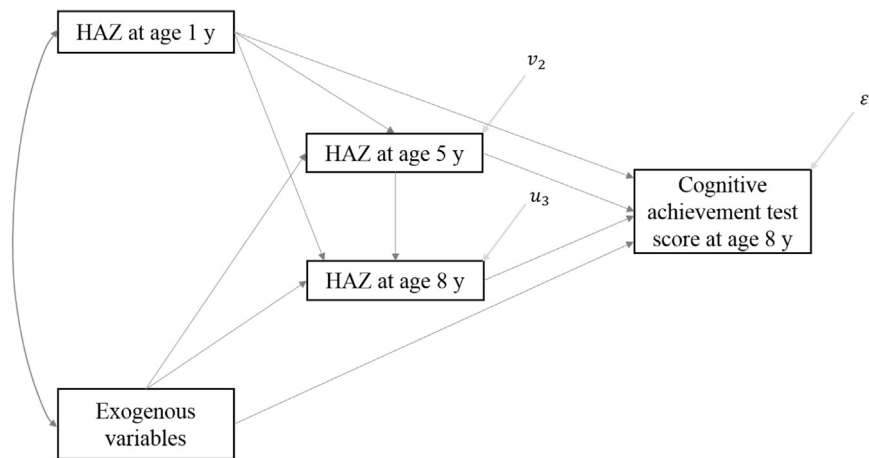 HAZ at age 1 y
v₂
ε
HAZ at age 5 y
Cognitive
achievement test
score at age 8 y
u₃
HAZ at age 8 y
Exogenous
variables